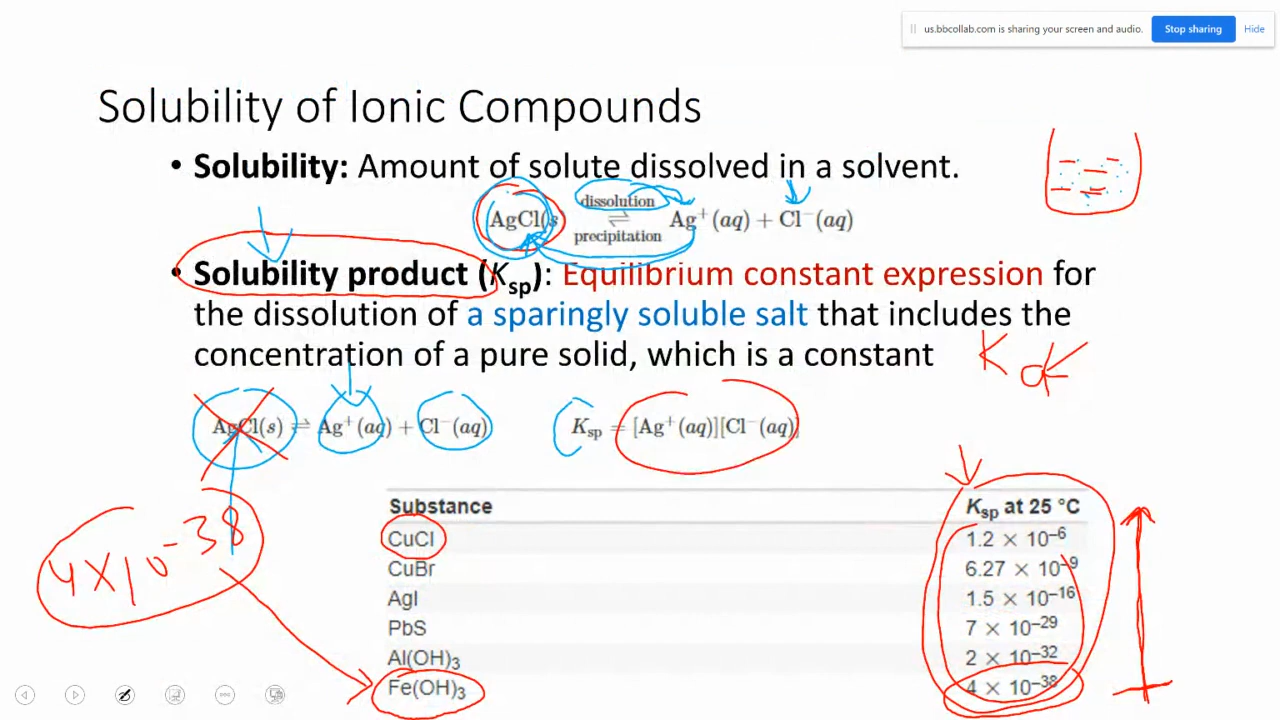 us.bbcollab.com is sharing your screen and audio. Stop sharing Hide
Solubility of Ionic Compounds
• Solubility: Amount of solute dissolved in a solvent.
dissolution
AgCl(s ⇌ Ag⁺(aq) + Cl⁻(aq)
precipitation
• Solubility product (Ksp): Equilibrium constant expression for
the dissolution of a sparingly soluble salt that includes the
concentration of a pure solid, which is a constant
K
AgCl(s) ⇌ Ag⁺(aq) + Cl⁻(aq) Ksp = [Ag⁺(aq)][Cl⁻(aq)]
4×10⁻³⁸
Substance Ksp at 25 °C
CuCl 1.2 × 10⁻⁶
CuBr 6.27 × 10⁻⁹
AgI 1.5 × 10⁻¹⁶
PbS 7 × 10⁻²⁹
Al(OH)₃ 2 × 10⁻³²
Fe(OH)₃ 4 × 10⁻³⁸